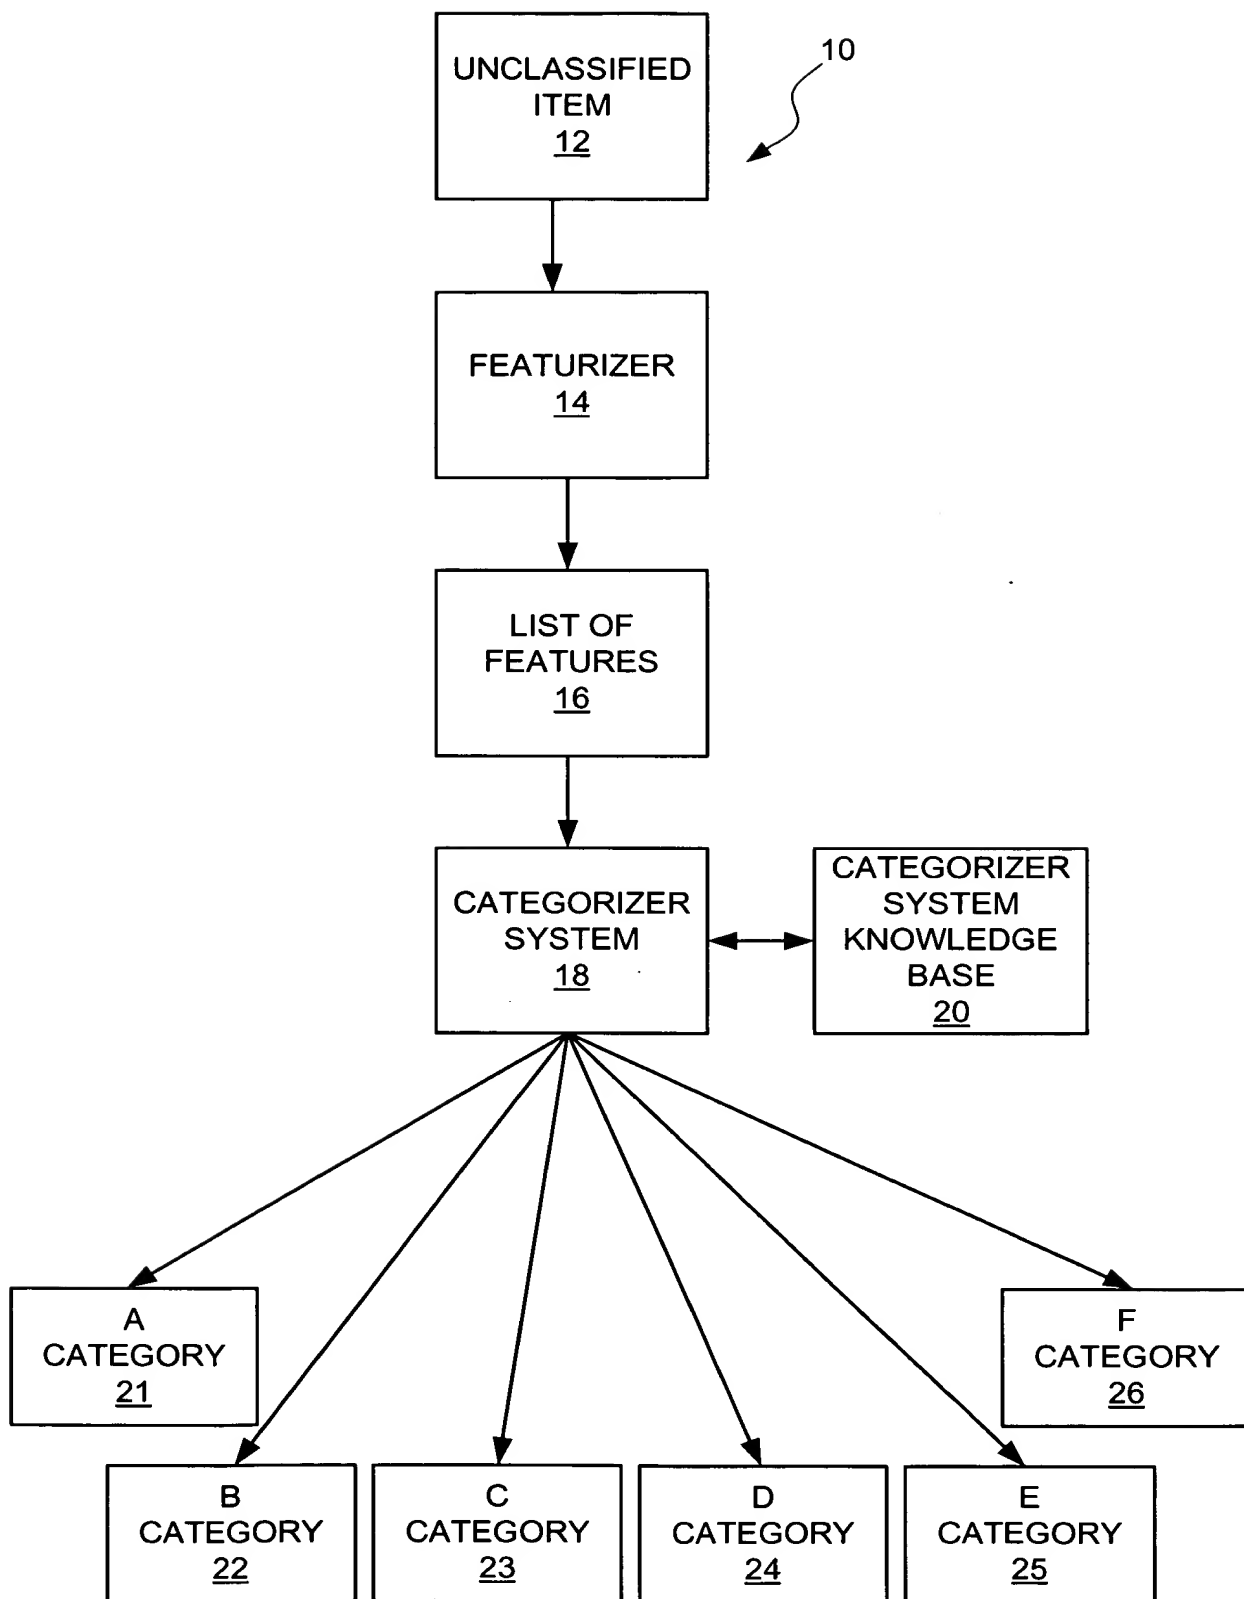 10
UNCLASSIFIED
ITEM
12
FEATURIZER
14
LIST OF
FEATURES
16
CATEGORIZER
SYSTEM
18
CATEGORIZER
SYSTEM
KNOWLEDGE
BASE
20
A
CATEGORY
21
F
CATEGORY
26
B
CATEGORY
22
C
CATEGORY
23
D
CATEGORY
24
E
CATEGORY
25